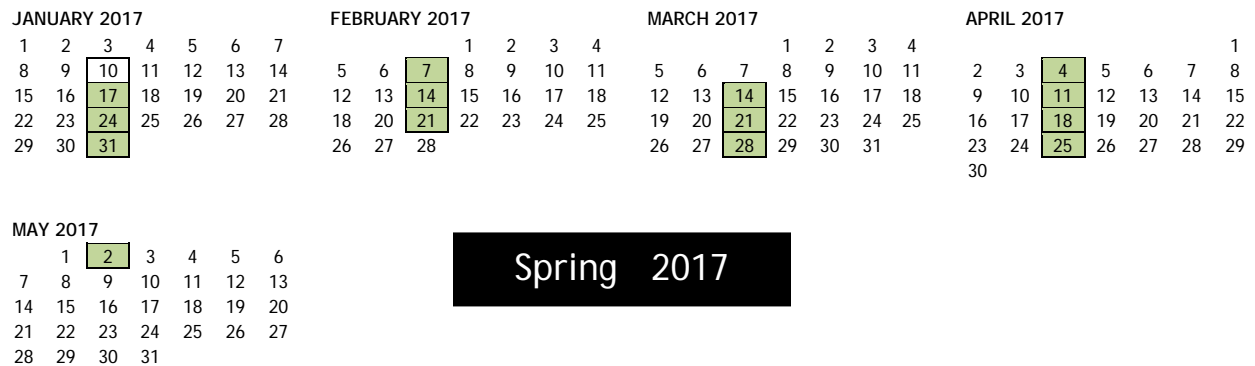 JANUARY 2017
1 2 3 4 5 6 7
8 9 10 11 12 13 14
15 16 17 18 19 20 21
22 23 24 25 26 27 28
29 30 31
FEBRUARY 2017
1 2 3 4
5 6 7 8 9 10 11
12 13 14 15 16 17 18
18 20 21 22 23 24 25
26 27 28
MARCH 2017
1 2 3 4
5 6 7 8 9 10 11
12 13 14 15 16 17 18
19 20 21 22 23 24 25
26 27 28 29 30 31
APRIL 2017
1
2 3 4 5 6 7 8
9 10 11 12 13 14 15
16 17 18 19 20 21 22
23 24 25 26 27 28 29
30
MAY 2017
1 2 3 4 5 6
7 8 9 10 11 12 13
14 15 16 17 18 19 20
21 22 23 24 25 26 27
28 29 30 31
Spring 2017